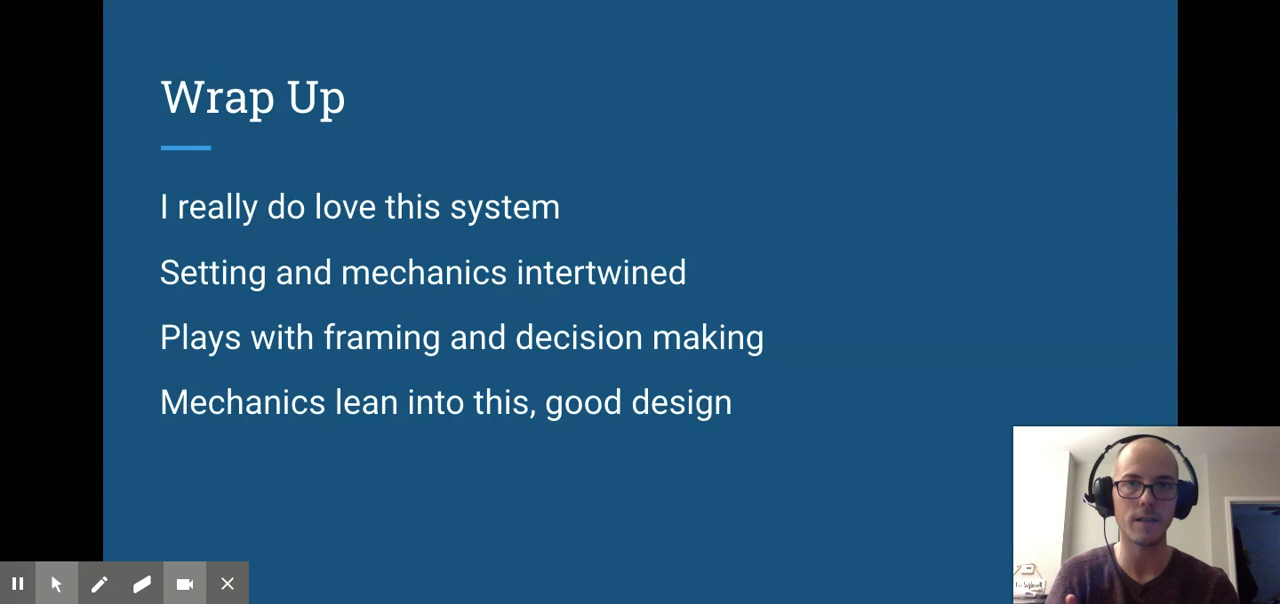 Wrap Up
I really do love this system
Setting and mechanics intertwined
Plays with framing and decision making
Mechanics lean into this, good design